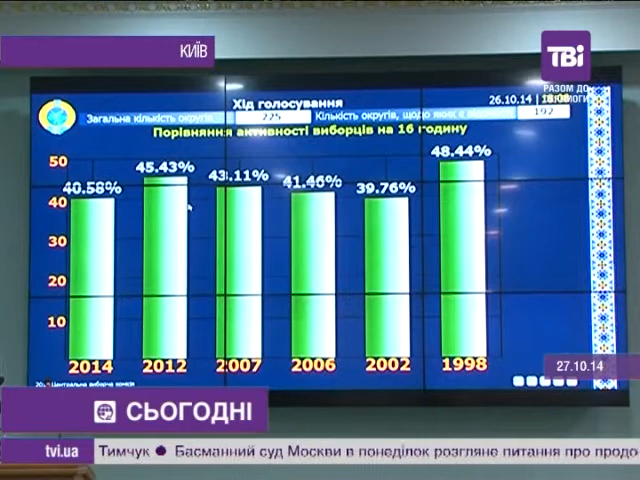 КИЇВ
ТВі
РАЗОМ ДО
Хід голосування
26.10.14
Загальна кількість округів
225
Кількість округів, щодо яких є
192
Порівняння активності виборців на 16 годину
50
40
30
20
10
40.58%
45.43%
43.11%
41.46%
39.76%
48.44%
2014
2012
2007
2006
2002
1998
Центральна виборча комісія
27.10.14
СЬОГОДНІ
tvi.ua
Тимчук ● Басманний суд Москви в понеділок розгляне питання про продо